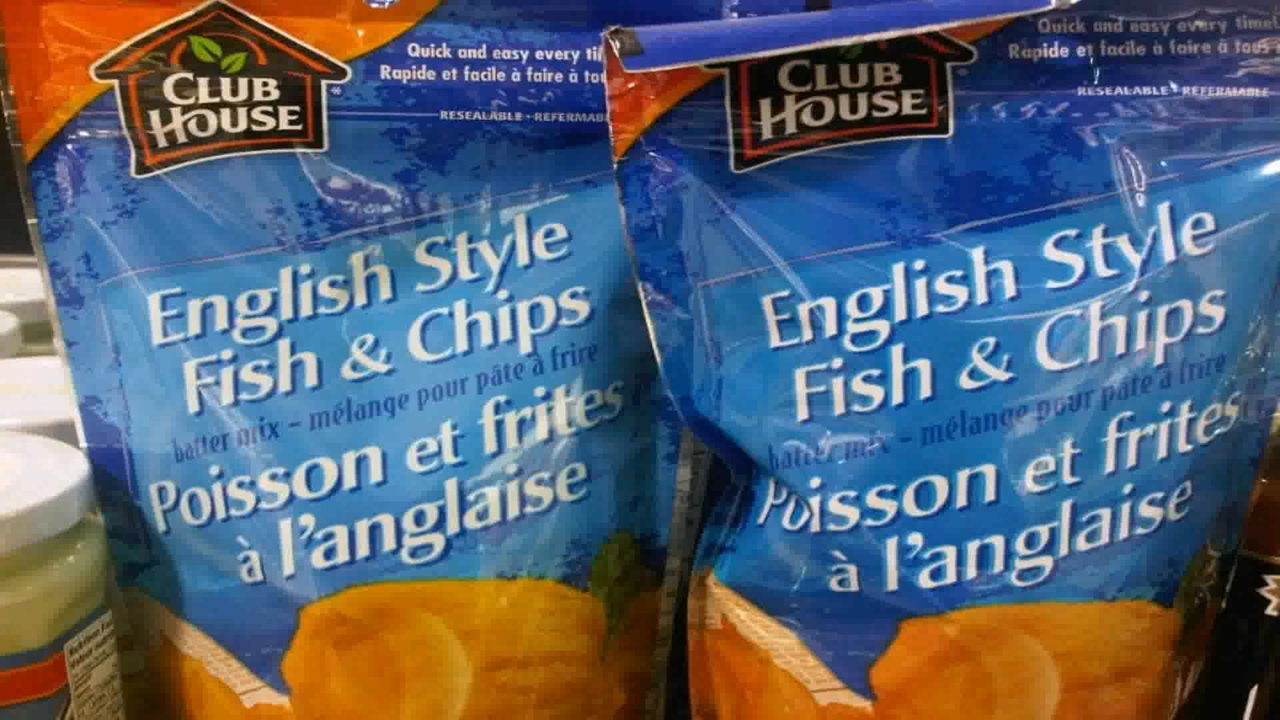 CLUB
HOUSE
Quick and easy every
Rapide et facile à faire à
RESEALABLE • REFERMABLE
English Style
Fish & Chips
batter mix – mélange pour pâte à frire
Poisson et frites
à l'anglaise
CLUB
HOUSE
Quick and easy every time!
Rapide et facile à faire à tous
RESEALABLE • REFERMABLE
English Style
Fish & Chips
batter mix – mélange pour pâte à frire
Poisson et frites
à l'anglaise